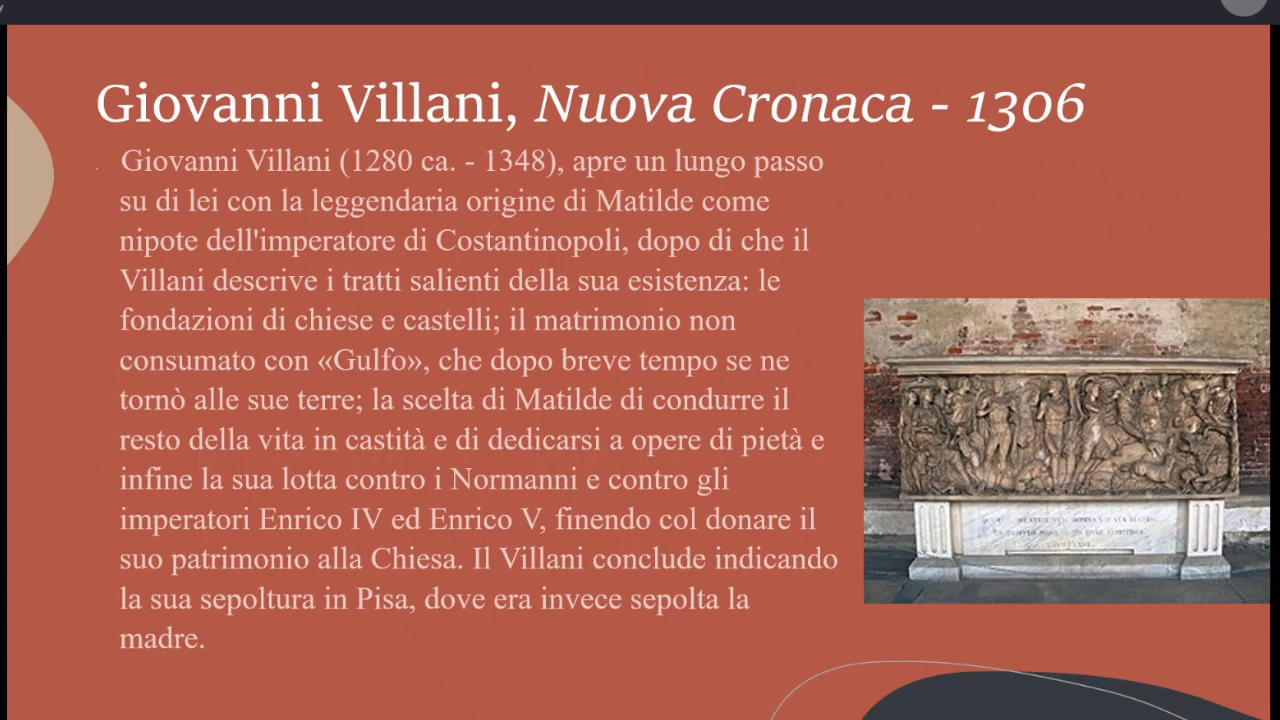 Giovanni Villani, Nuova Cronaca - 1306
Giovanni Villani (1280 ca. - 1348), apre un lungo passo
su di lei con la leggendaria origine di Matilde come
nipote dell'imperatore di Costantinopoli, dopo di che il
Villani descrive i tratti salienti della sua esistenza: le
fondazioni di chiese e castelli; il matrimonio non
consumato con «Gulfo», che dopo breve tempo se ne
tornò alle sue terre; la scelta di Matilde di condurre il
resto della vita in castità e di dedicarsi a opere di pietà e
infine la sua lotta contro i Normanni e contro gli
imperatori Enrico IV ed Enrico V, finendo col donare il
suo patrimonio alla Chiesa. Il Villani conclude indicando
la sua sepoltura in Pisa, dove era invece sepolta la
madre.